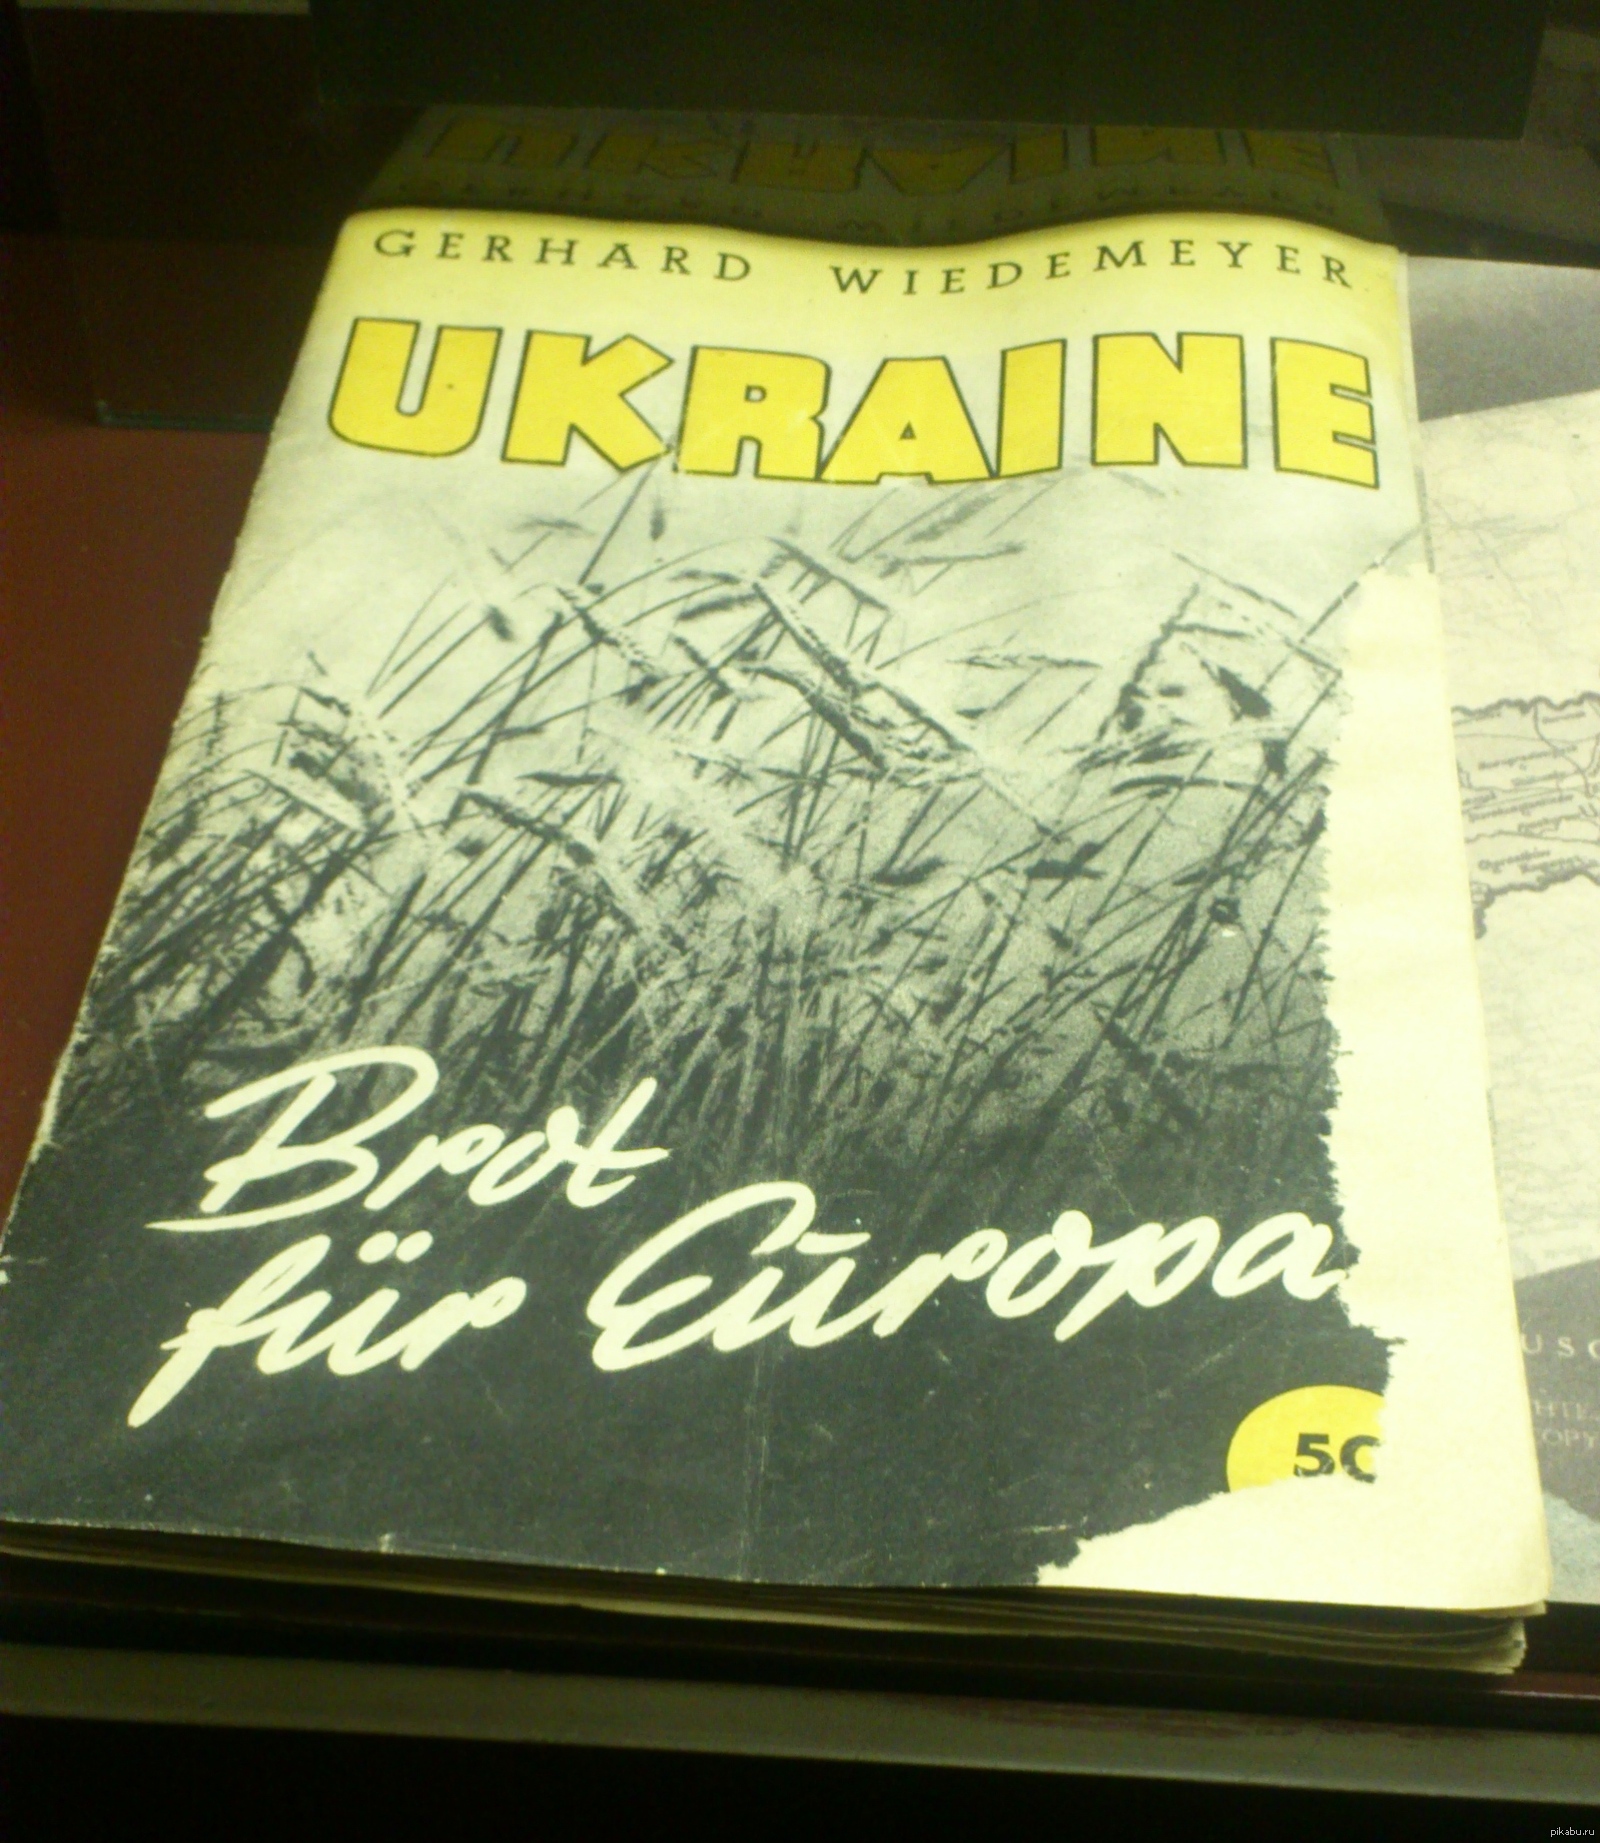 GERHARD WIEDEMEYER
UKRAINE
Brot
für Europa
50
pikabu.ru